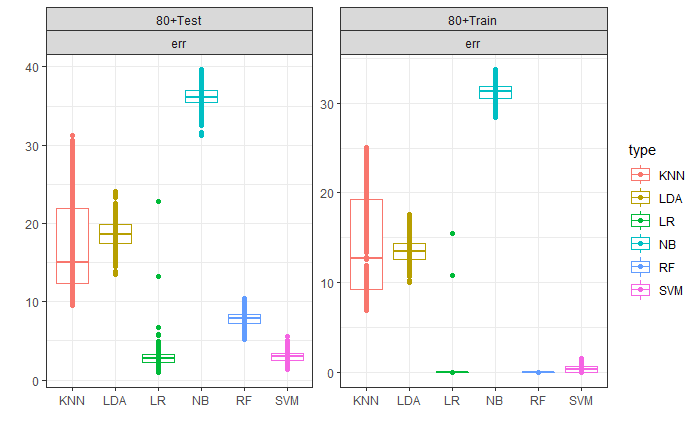 80+Test
80+Train
err
err
40
30
20
10
0
30
20
10
0
KNN LDA LR NB RF SVM
KNN LDA LR NB RF SVM
type
KNN
LDA
LR
NB
RF
SVM